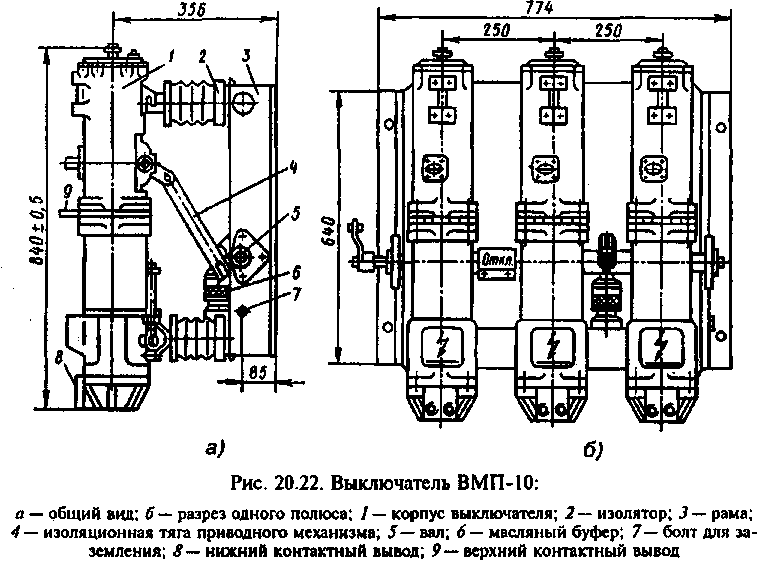 356
774
250
250
1
2
3
4
5
6
7
8
9
840±0,5
640
Откл
85
а)
б)
Рис. 20.22. Выключатель ВМП-10:
а — общий вид; б — разрез одного полюса; 1 — корпус выключателя; 2 — изолятор; 3 — рама;
4 — изоляционная тяга приводного механизма; 5 — вал; 6 — масляный буфер; 7 — болт для за-
земления; 8 — нижний контактный вывод; 9 — верхний контактный вывод